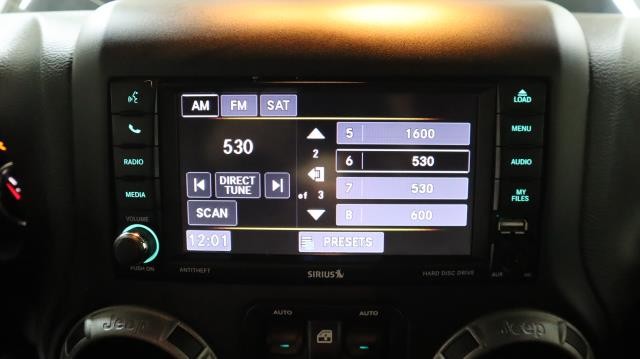 AM FM SAT
LOAD
MENU
RADIO
AUDIO
MEDIA
MY FILES
530
DIRECT TUNE
SCAN
2
of 3
5 1600
6 530
7 530
8 600
12:01
PRESETS
VOLUME
PUSH ON
ANTITHEFT
SIRIUS
HARD DISC DRIVE
AUX
AUTO AUTO
Jeep Jeep